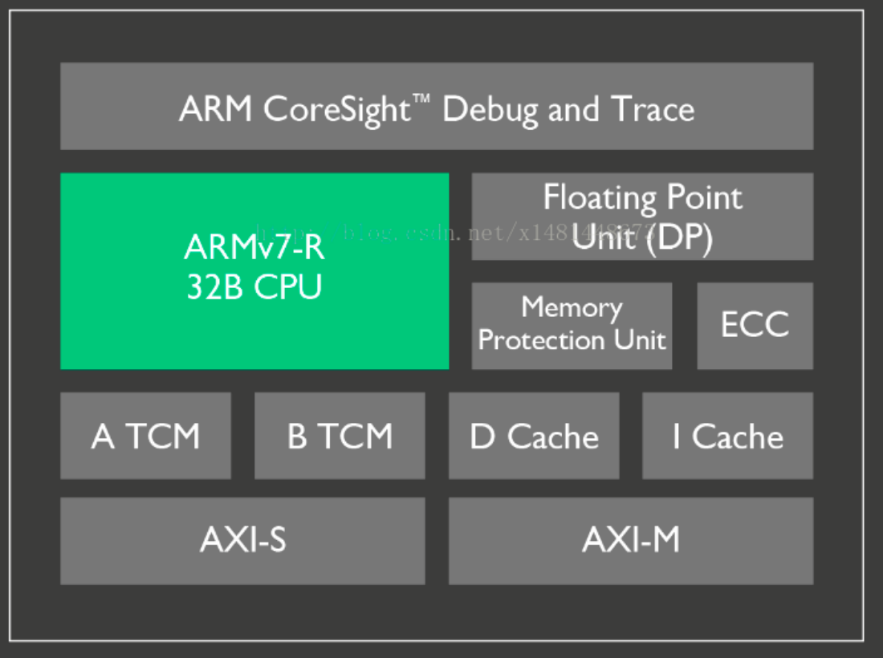 ARM CoreSight™ Debug and Trace
ARMv7-R
32B CPU
Floating Point
Unit (DP)
Memory
Protection Unit
ECC
A TCM
B TCM
D Cache
I Cache
AXI-S
AXI-M